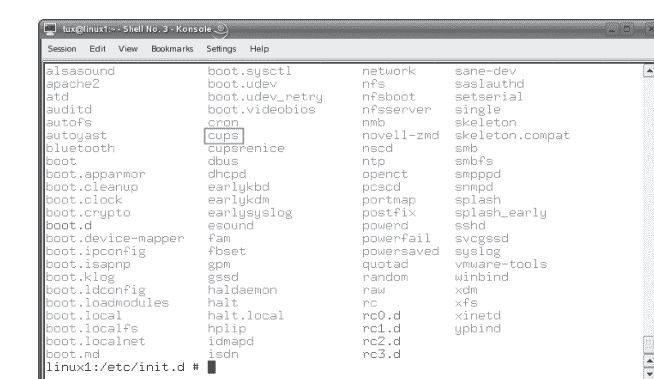 tux@linux1:~ - Shell No. 3 - Konsole
Session Edit View Bookmarks Settings Help
alsasound boot.sysctl network sane-dev
apache2 boot.udev nfs saslauthd
atd boot.udev_retry nfsboot setserial
auditd boot.videobios nfsserver single
autofs cron nmb skeleton
autoyast cups novell-zmd skeleton.compat
bluetooth cupsrenice nscd smb
boot dbus ntp smbfs
boot.apparmor dhcpd openct smpppd
boot.cleanup earlykbd pcscd snmpd
boot.clock earlykdm portmap splash
boot.crypto earlysyslog postfix splash_early
boot.d esound powerd sshd
boot.device-mapper fam powerfail svcgssd
boot.ipconfig fbset powersaved syslog
boot.isapnp gpm quotad vmware-tools
boot.klog gssd random winbind
boot.ldconfig haldaemon raw xdm
boot.loadmodules halt rc xfs
boot.local halt.local rc0.d xinetd
boot.localfs hplip rc1.d ypbind
boot.localnet idmapd rc2.d
boot.md isdn rc3.d
linux1:/etc/init.d #